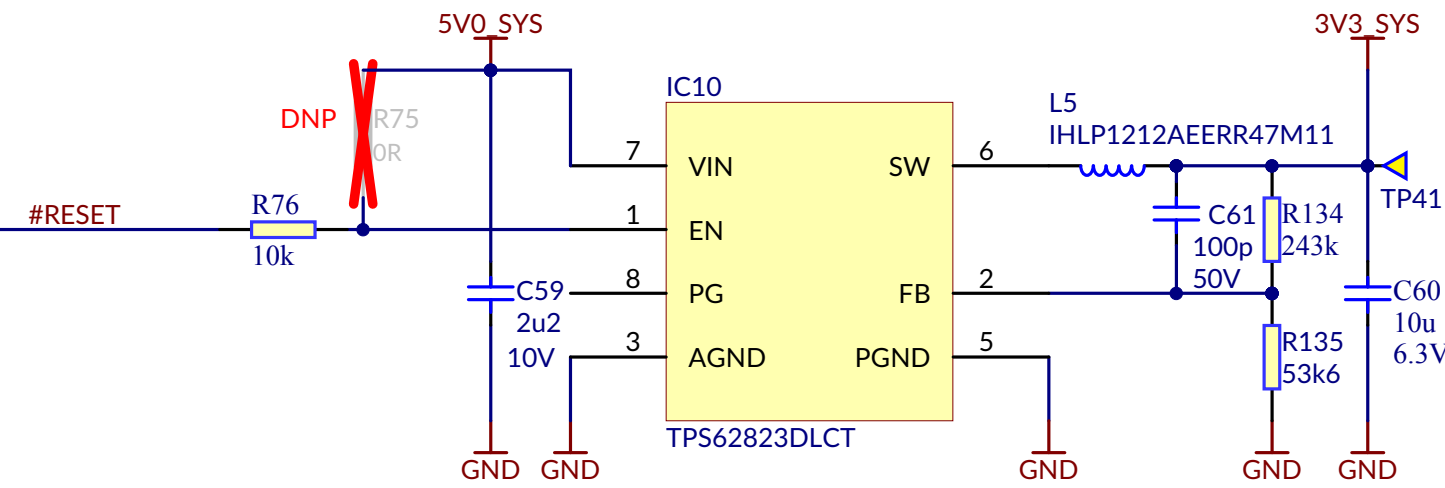 5V0_SYS
3V3_SYS
IC10
L5
IHLP1212AEERR47M11
DNP
R75
0R
7
VIN
SW
6
TP41
#RESET
R76
10k
1
EN
C61
100p
50V
R134
243k
8
PG
FB
2
C59
2u2
10V
C60
10u
6.3V
3
AGND
PGND
5
R135
53k6
TPS62823DLCT
GND
GND
GND
GND
GND